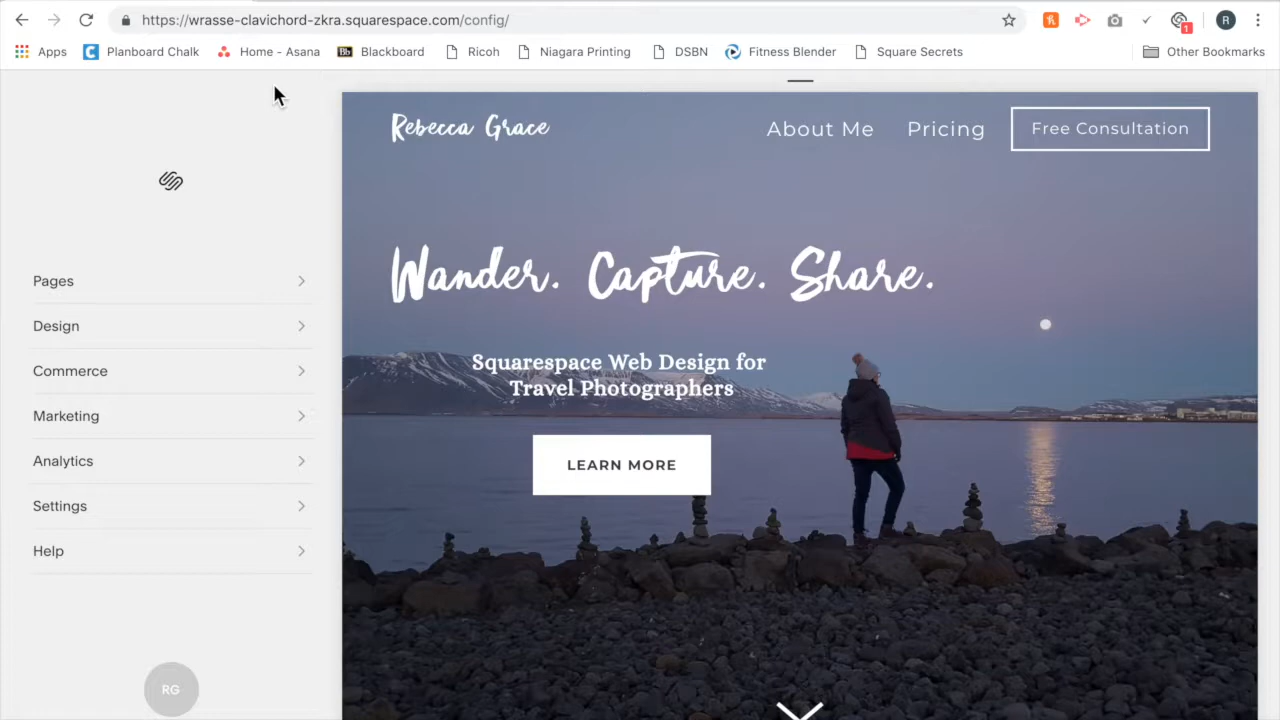 https://wrasse-clavichord-zkra.squarespace.com/config/
1
R
Apps
Planboard Chalk
Home - Asana
Bb
Blackboard
Ricoh
Niagara Printing
DSBN
Fitness Blender
Square Secrets
Other Bookmarks
Rebecca Grace
About Me
Pricing
Free Consultation
Pages
Design
Commerce
Marketing
Analytics
Settings
Help
RG
Wander. Capture. Share.
Squarespace Web Design for
Travel Photographers
LEARN MORE